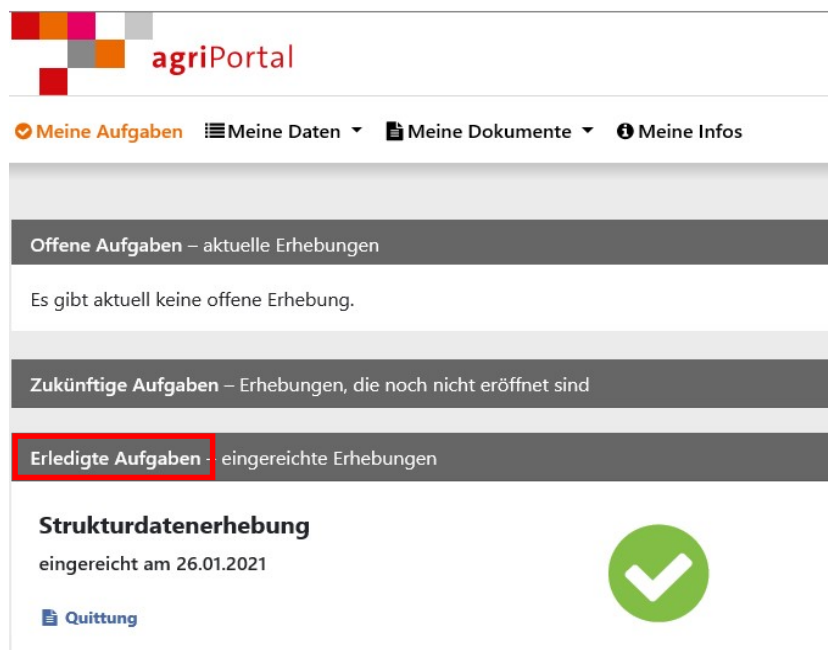 agriPortal
Meine Aufgaben Meine Daten Meine Dokumente Meine Infos
Offene Aufgaben – aktuelle Erhebungen
Es gibt aktuell keine offene Erhebung.
Zukünftige Aufgaben – Erhebungen, die noch nicht eröffnet sind
Erledigte Aufgaben – eingereichte Erhebungen
Strukturdatenerhebung
eingereicht am 26.01.2021
Quittung